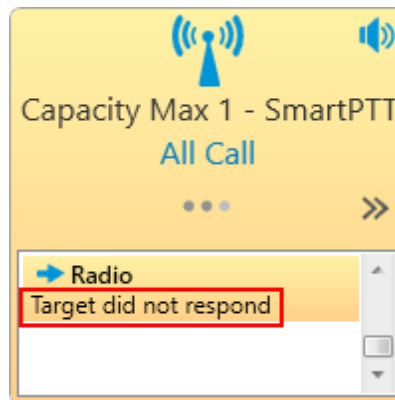 Capacity Max 1 - SmartPTT
All Call
Radio
Target did not respond